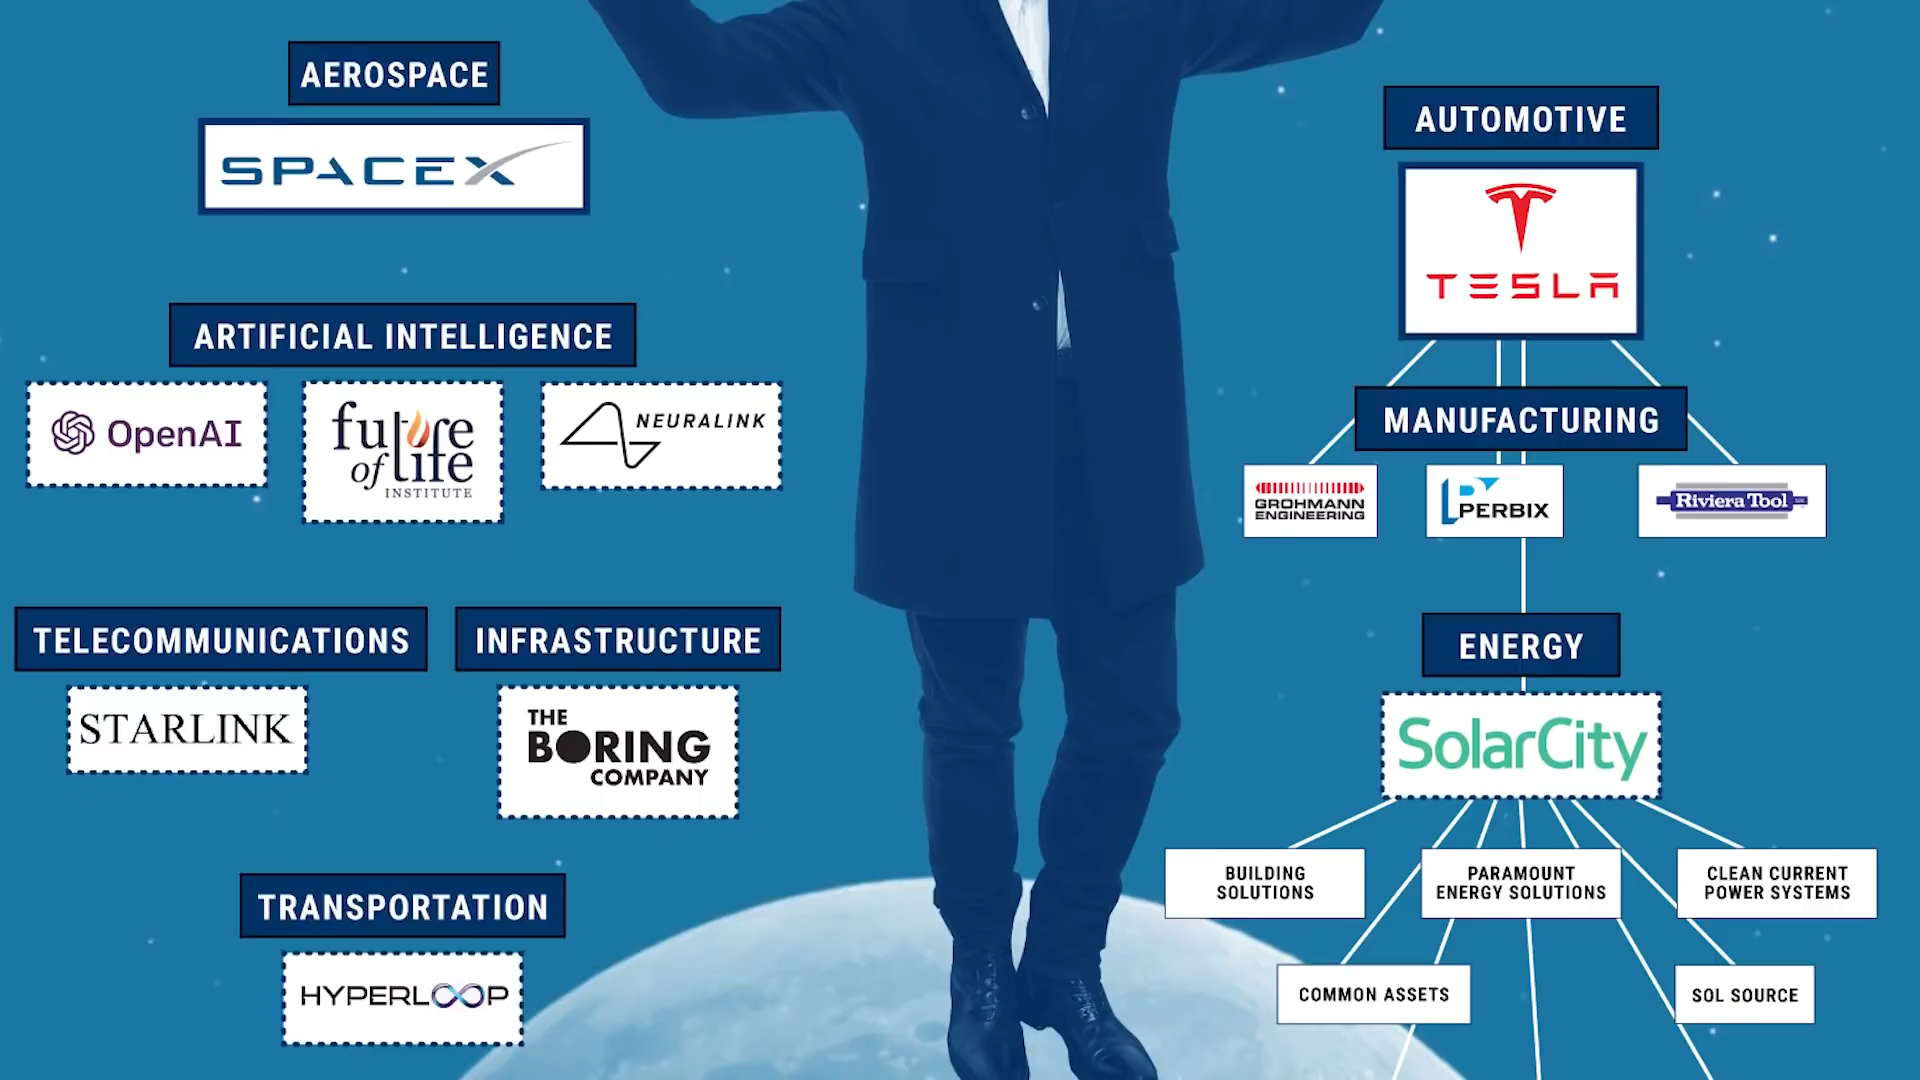 AEROSPACE
SPACEX
ARTIFICIAL INTELLIGENCE
OpenAI
future
of life
INSTITUTE
NEURALINK
TELECOMMUNICATIONS
STARLINK
INFRASTRUCTURE
THE
BORING
COMPANY
TRANSPORTATION
HYPERLOOP
AUTOMOTIVE
TESLA
MANUFACTURING
GROHMANN
ENGINEERING
PERBIX
Riviera Tool
ENERGY
SolarCity
BUILDING
SOLUTIONS
PARAMOUNT
ENERGY SOLUTIONS
CLEAN CURRENT
POWER SYSTEMS
COMMON ASSETS
SOL SOURCE